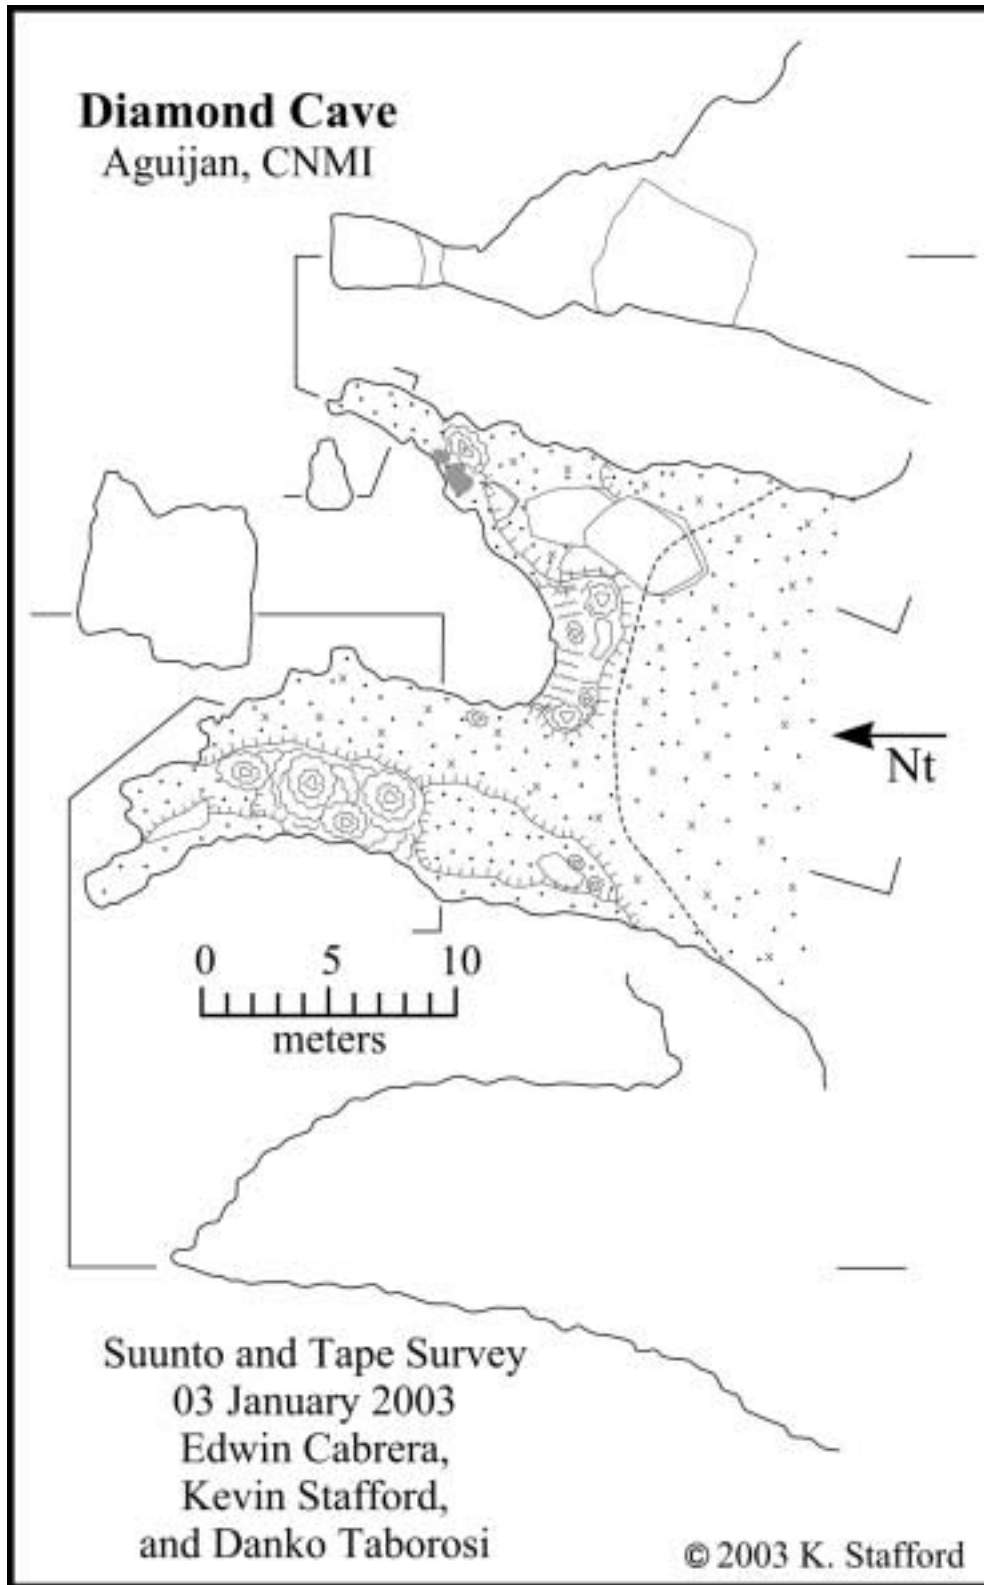 Diamond Cave
Aguijan, CNMI
Nt
0 5 10
meters
Suunto and Tape Survey
03 January 2003
Edwin Cabrera,
Kevin Stafford,
and Danko Taborosi
© 2003 K. Stafford